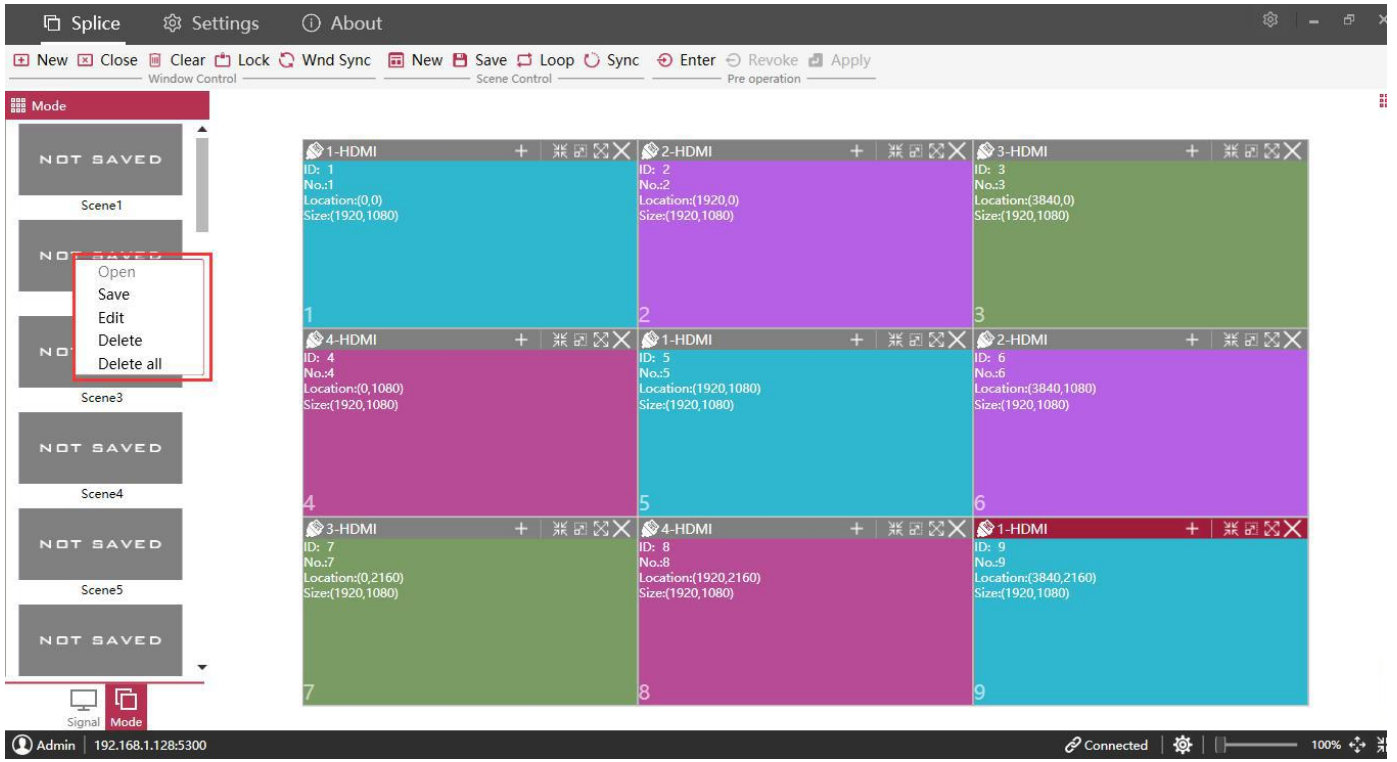 Splice Settings About
New Close Clear Lock Wnd Sync New Save Loop Sync Enter Revoke Apply
Window Control Scene Control Pre operation
Mode
NOT SAVED
Scene1
NOT SAVED
Open
Save
Edit
Delete
Delete all
Scene3
NOT SAVED
Scene4
NOT SAVED
Scene5
NOT SAVED
Signal Mode
1-HDMI
ID: 1
No.:1
Location:(0,0)
Size:(1920,1080)
1
2-HDMI
ID: 2
No.:2
Location:(1920,0)
Size:(1920,1080)
2
3-HDMI
ID: 3
No.:3
Location:(3840,0)
Size:(1920,1080)
3
4-HDMI
ID: 4
No.:4
Location:(0,1080)
Size:(1920,1080)
4
1-HDMI
ID: 5
No.:5
Location:(1920,1080)
Size:(1920,1080)
5
2-HDMI
ID: 6
No.:6
Location:(3840,1080)
Size:(1920,1080)
6
3-HDMI
ID: 7
No.:7
Location:(0,2160)
Size:(1920,1080)
7
4-HDMI
ID: 8
No.:8
Location:(1920,2160)
Size:(1920,1080)
8
1-HDMI
ID: 9
No.:9
Location:(3840,2160)
Size:(1920,1080)
9
Admin 192.168.1.128:5300 Connected 100%